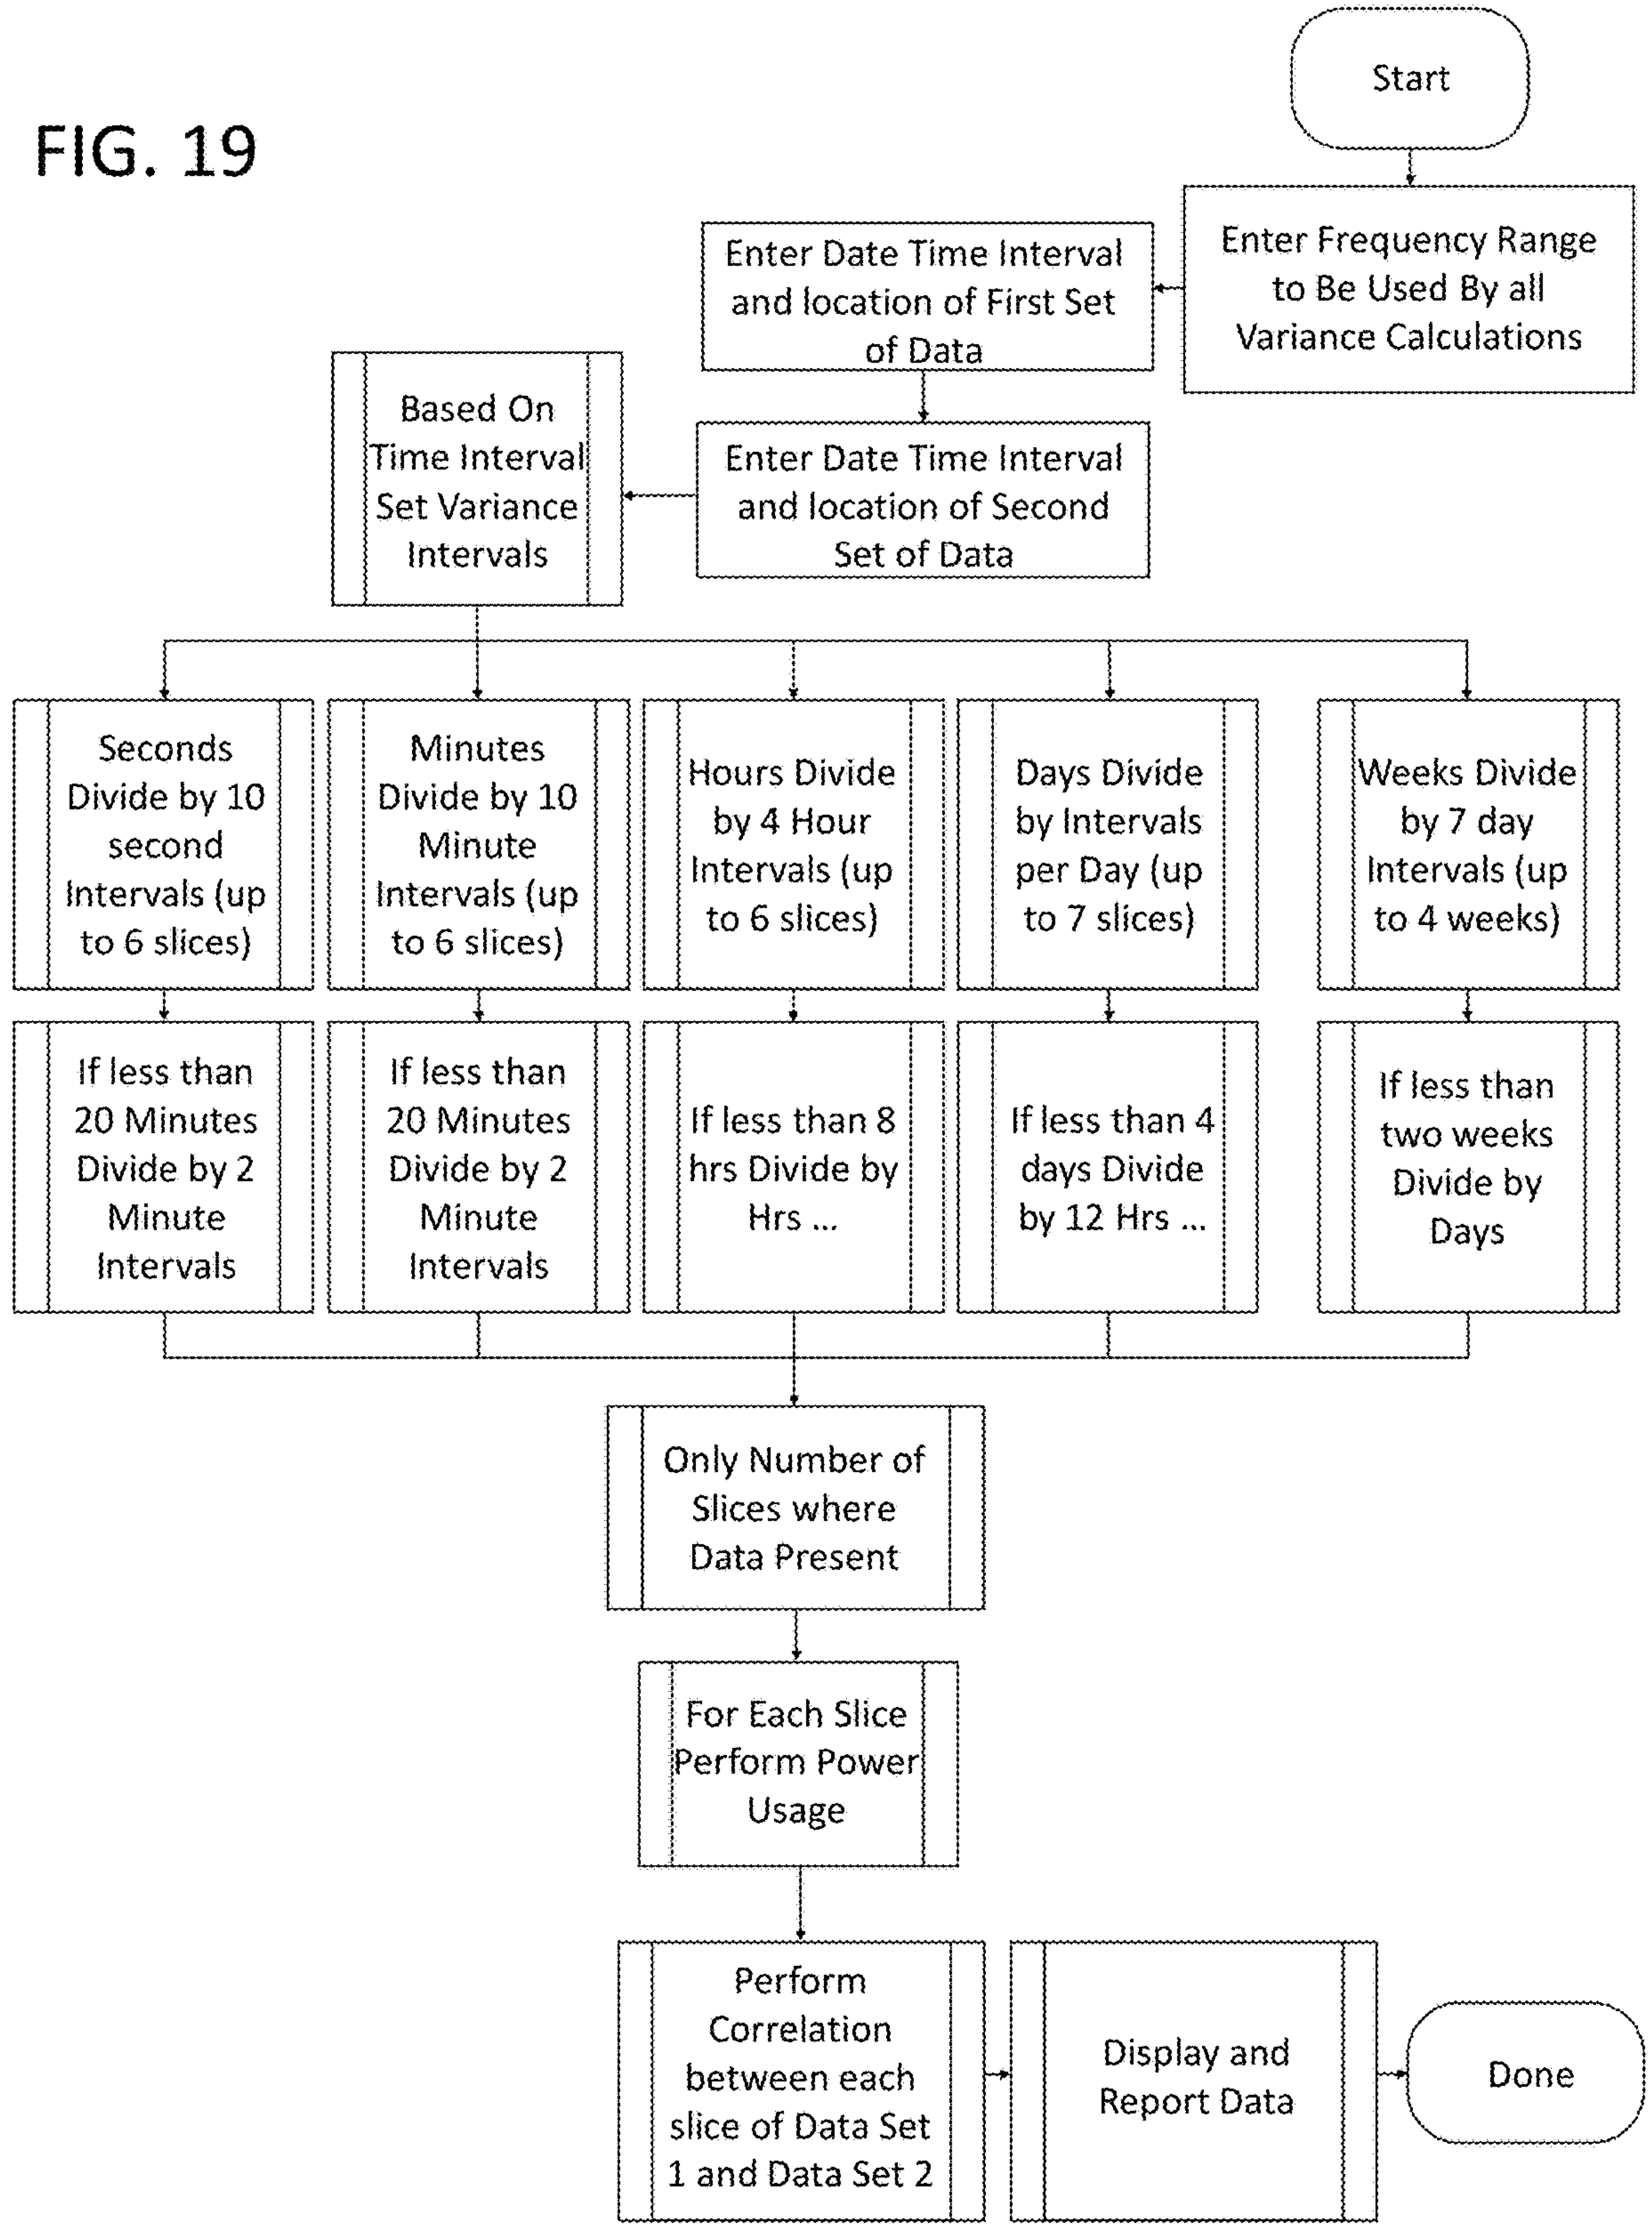 FIG. 19
Start
Enter Frequency Range
to Be Used By all
Variance Calculations
Enter Date Time Interval
and location of First Set
of Data
Enter Date Time Interval
and location of Second
Set of Data
Based On
Time Interval
Set Variance
Intervals
Seconds
Divide by 10
second
Intervals (up
to 6 slices)
Minutes
Divide by 10
Minute
Intervals (up
to 6 slices)
Hours Divide
by 4 Hour
Intervals (up
to 6 slices)
Days Divide
by Intervals
per Day (up
to 7 slices)
Weeks Divide
by 7 day
Intervals (up
to 4 weeks)
If less than
20 Minutes
Divide by 2
Minute
Intervals
If less than
20 Minutes
Divide by 2
Minute
Intervals
If less than 8
hrs Divide by
Hrs ...
If less than 4
days Divide
by 12 Hrs ...
If less than
two weeks
Divide by
Days
Only Number of
Slices where
Data Present
For Each Slice
Perform Power
Usage
Perform
Correlation
between each
slice of Data Set
1 and Data Set 2
Display and
Report Data
Done